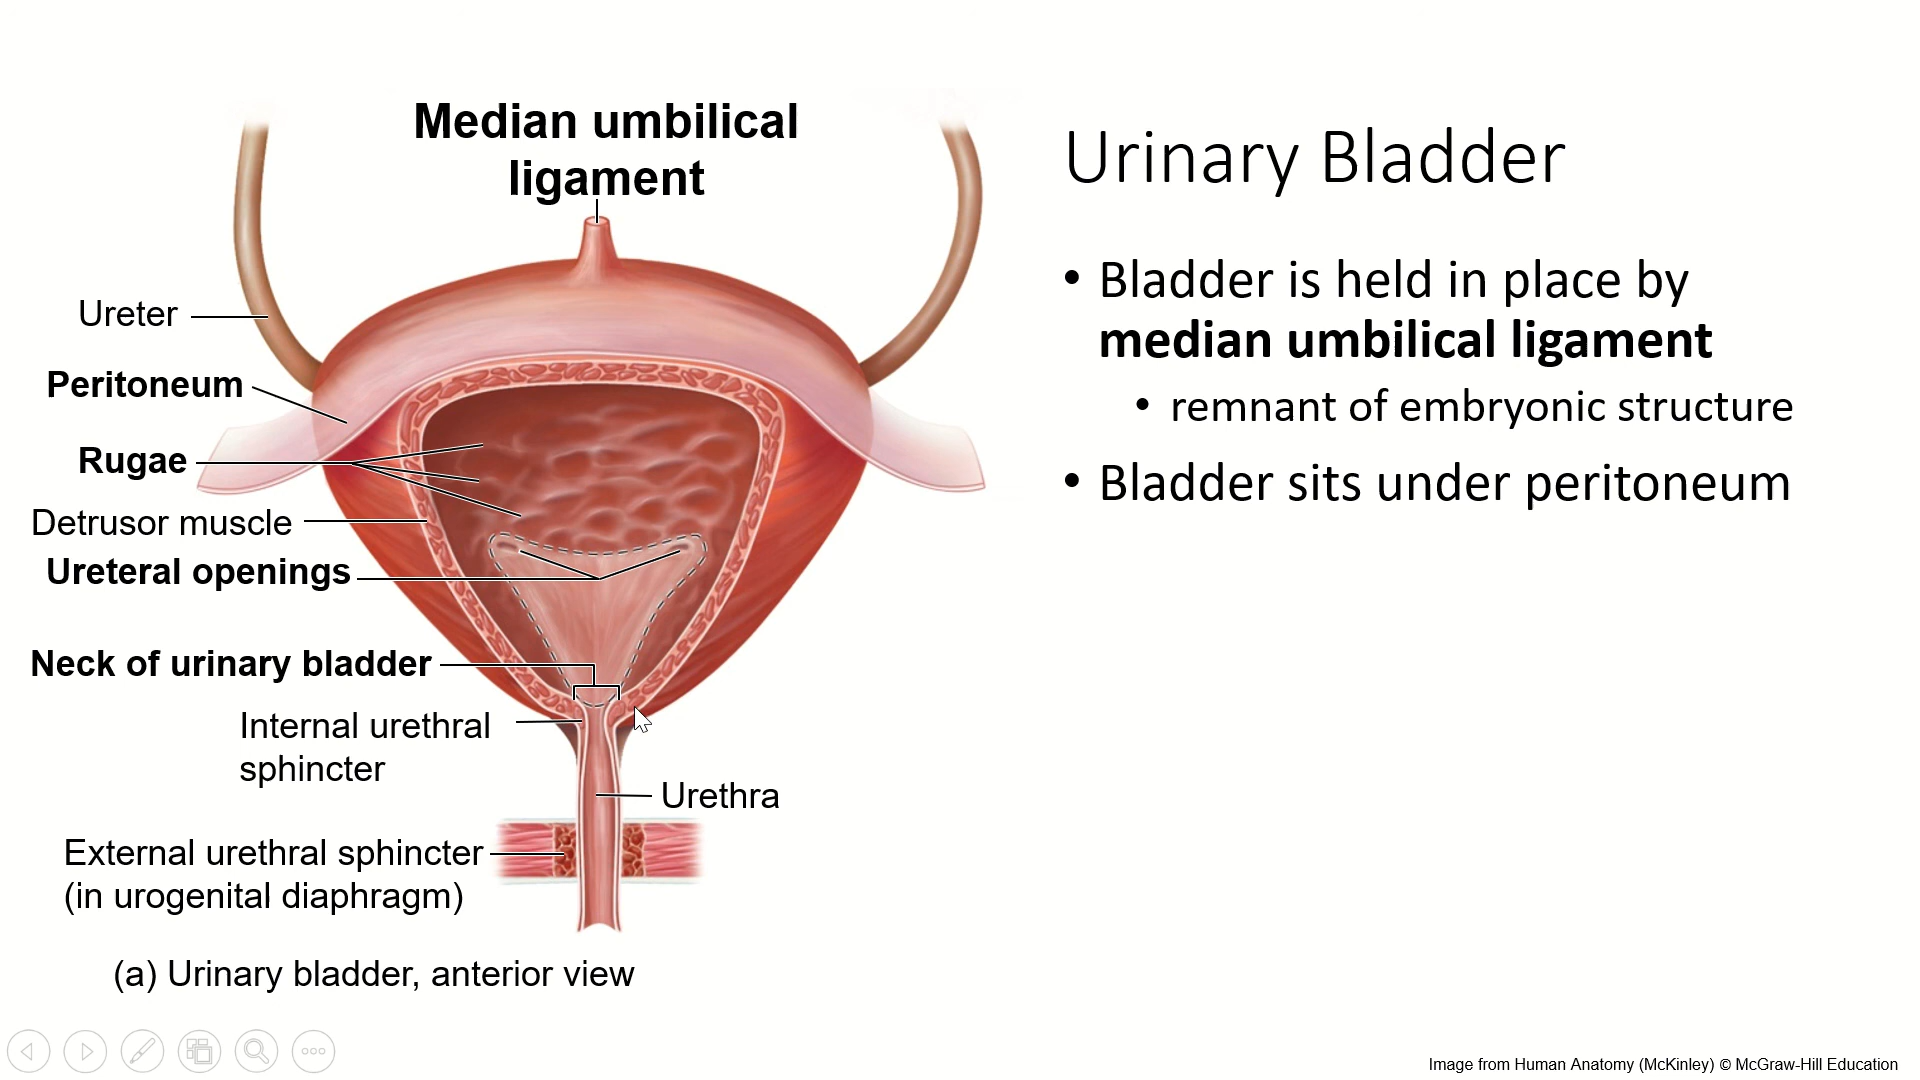 Median umbilical
ligament
Ureter
Peritoneum
Rugae
Detrusor muscle
Ureteral openings
Neck of urinary bladder
Internal urethral
sphincter
Urethra
External urethral sphincter
(in urogenital diaphragm)
(a) Urinary bladder, anterior view
Urinary Bladder
• Bladder is held in place by
median umbilical ligament
• remnant of embryonic structure
• Bladder sits under peritoneum
Image from Human Anatomy (McKinley) © McGraw-Hill Education